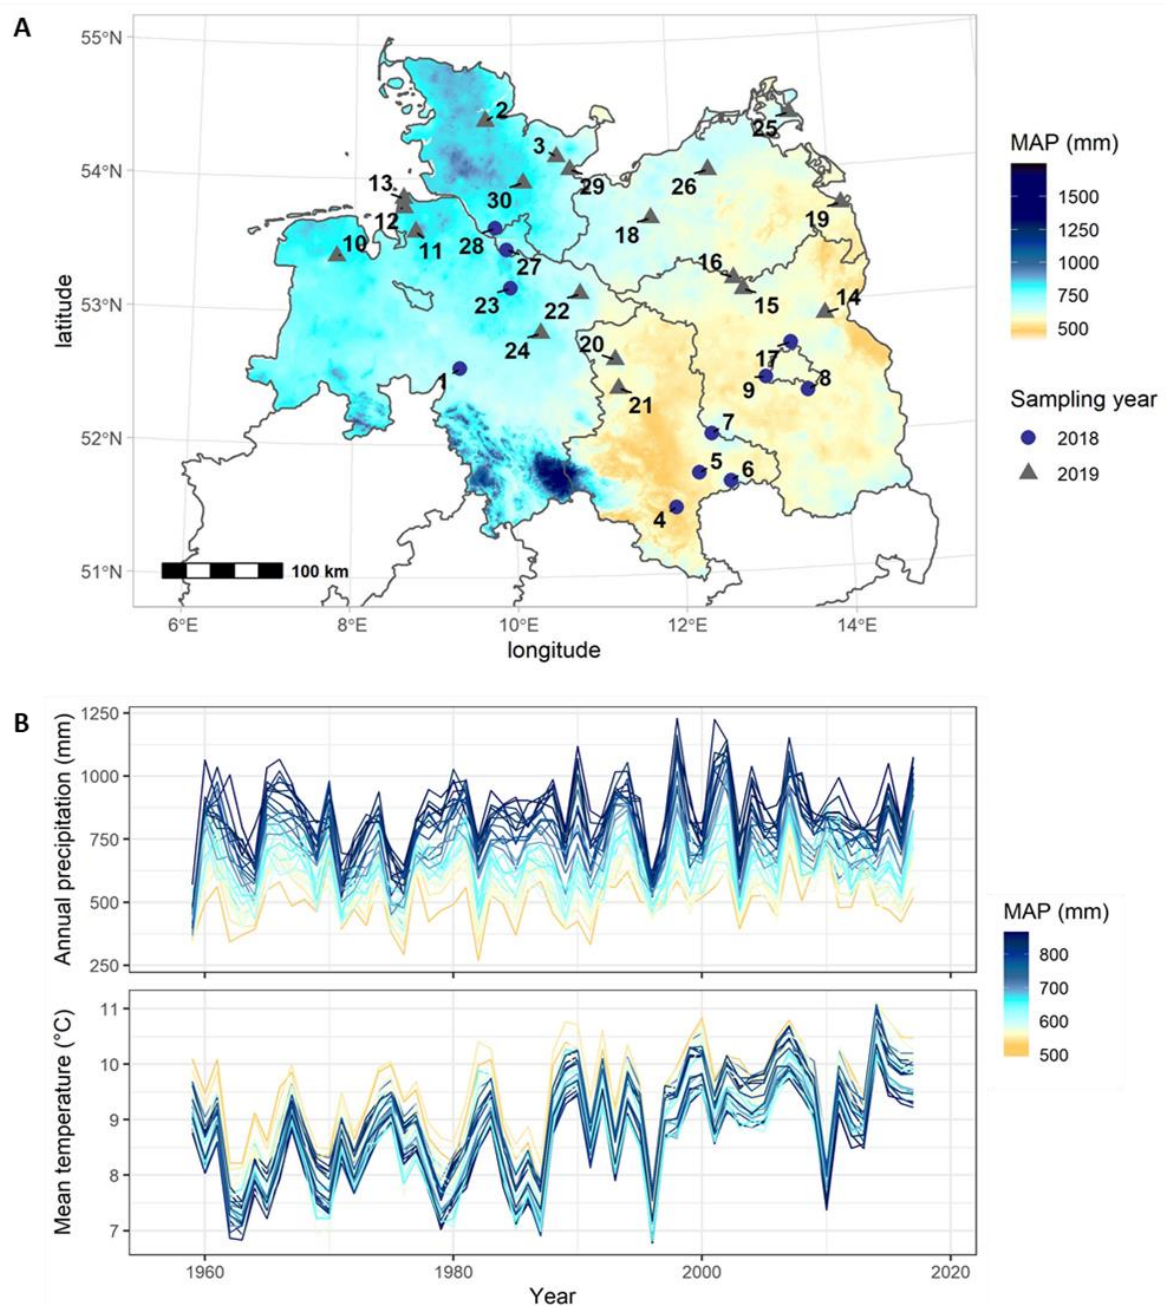 A
55°N
54°N
53°N
52°N
51°N
latitude
2
3
25
13
29
26
30
12
19
10
28
11
18
27
16
23
22
15
14
24
20
17
1
9
8
21
7
5
6
4
100 km
6°E 8°E 10°E 12°E 14°E
longitude
MAP (mm)
1500
1250
1000
750
500
Sampling year
2018
2019
B
Annual precipitation (mm)
1250
1000
750
500
250
Mean temperature (°C)
11
10
9
8
7
1960 1980 2000 2020
Year
MAP (mm)
800
700
600
500